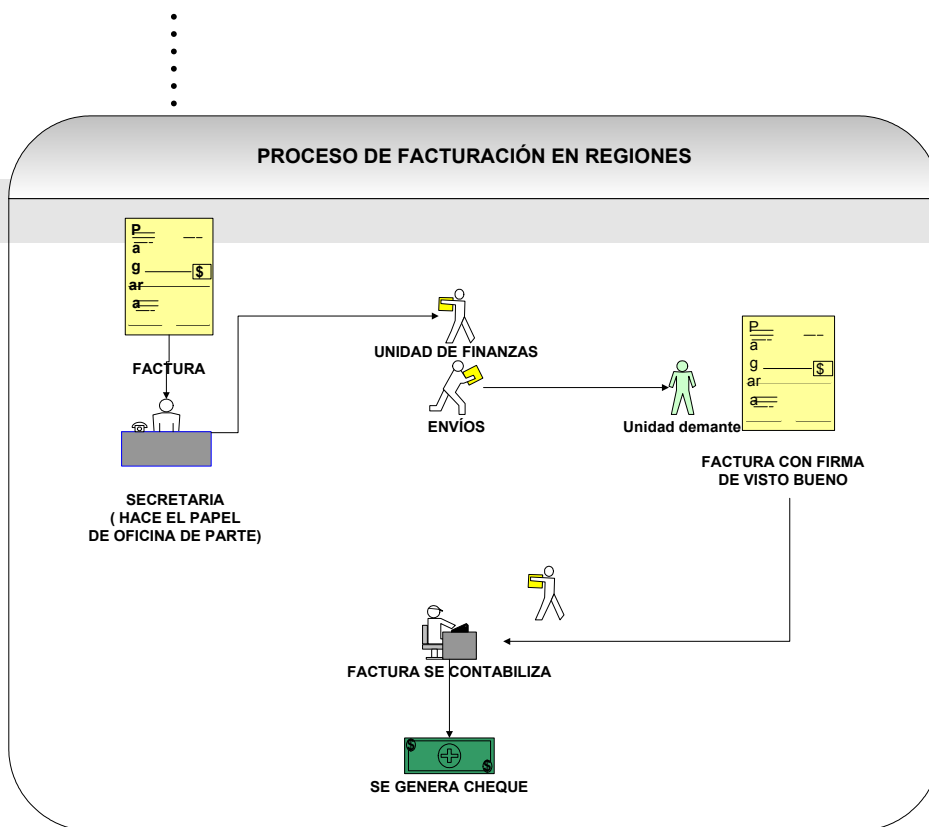 PROCESO DE FACTURACIÓN EN REGIONES
P
a
g
ar
a
$
FACTURA
SECRETARIA
( HACE EL PAPEL
DE OFICINA DE PARTE)
UNIDAD DE FINANZAS
ENVÍOS
Unidad demante
P
a
g
ar
a
$
FACTURA CON FIRMA
DE VISTO BUENO
FACTURA SE CONTABILIZA
$
$
SE GENERA CHEQUE